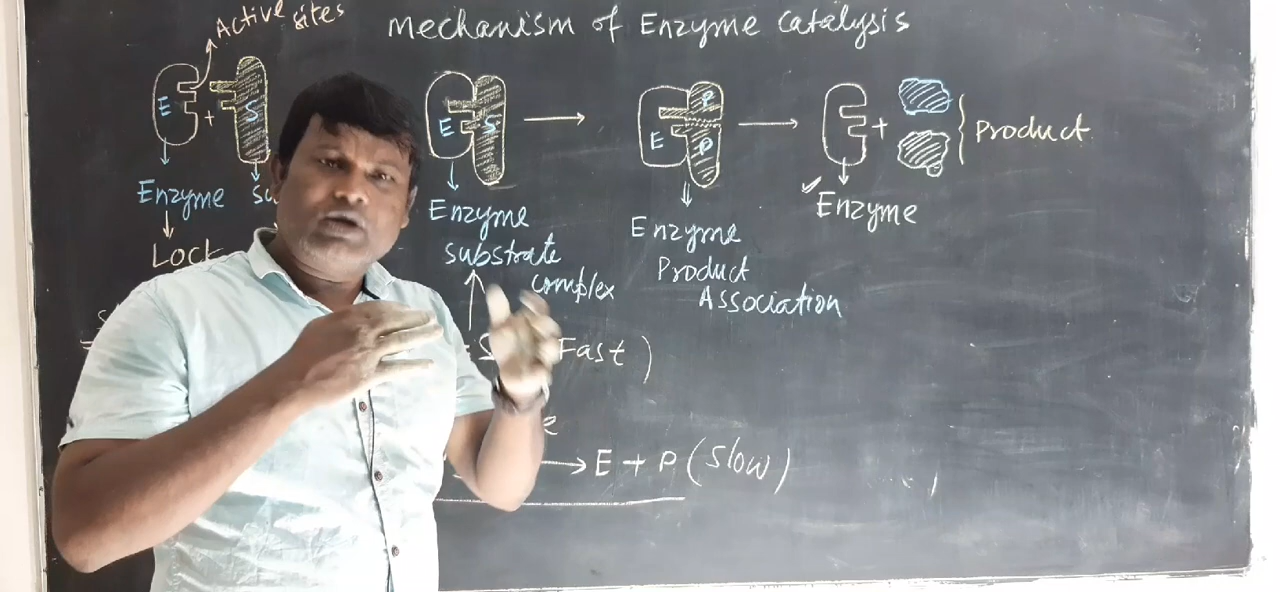 Active sites
Mechanism of Enzyme Catalysis
E + S
E S
E P P
+ } Product
Enzyme
Lock
Enzyme
substrate
complex
Enzyme
Product
Association
✓ Enzyme
Fast )
→ E + P (Slow)